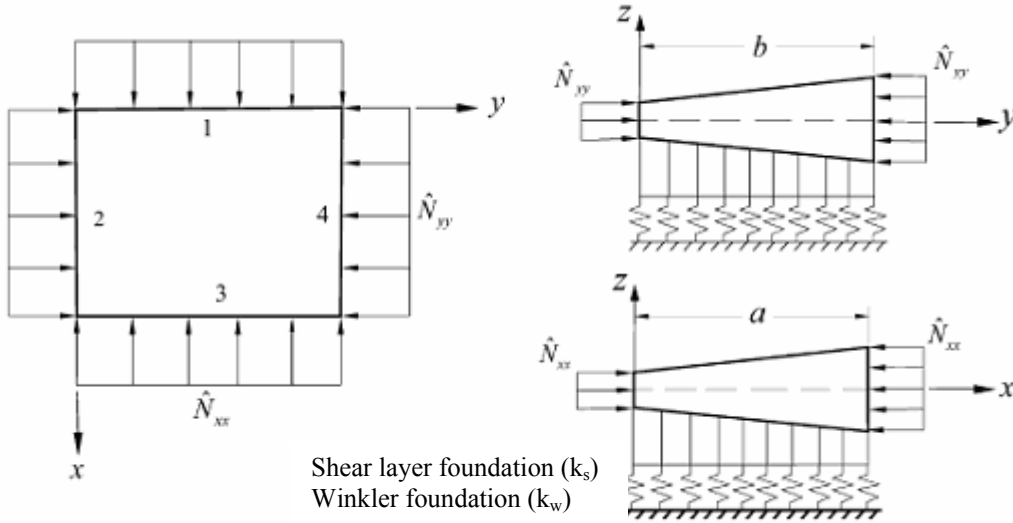 y
1
2
4
N̂yy
3
N̂xx
x
z
b
N̂yy
N̂yy
y
z
a
N̂xx
N̂xx
x
Shear layer foundation (ks)
Winkler foundation (kw)